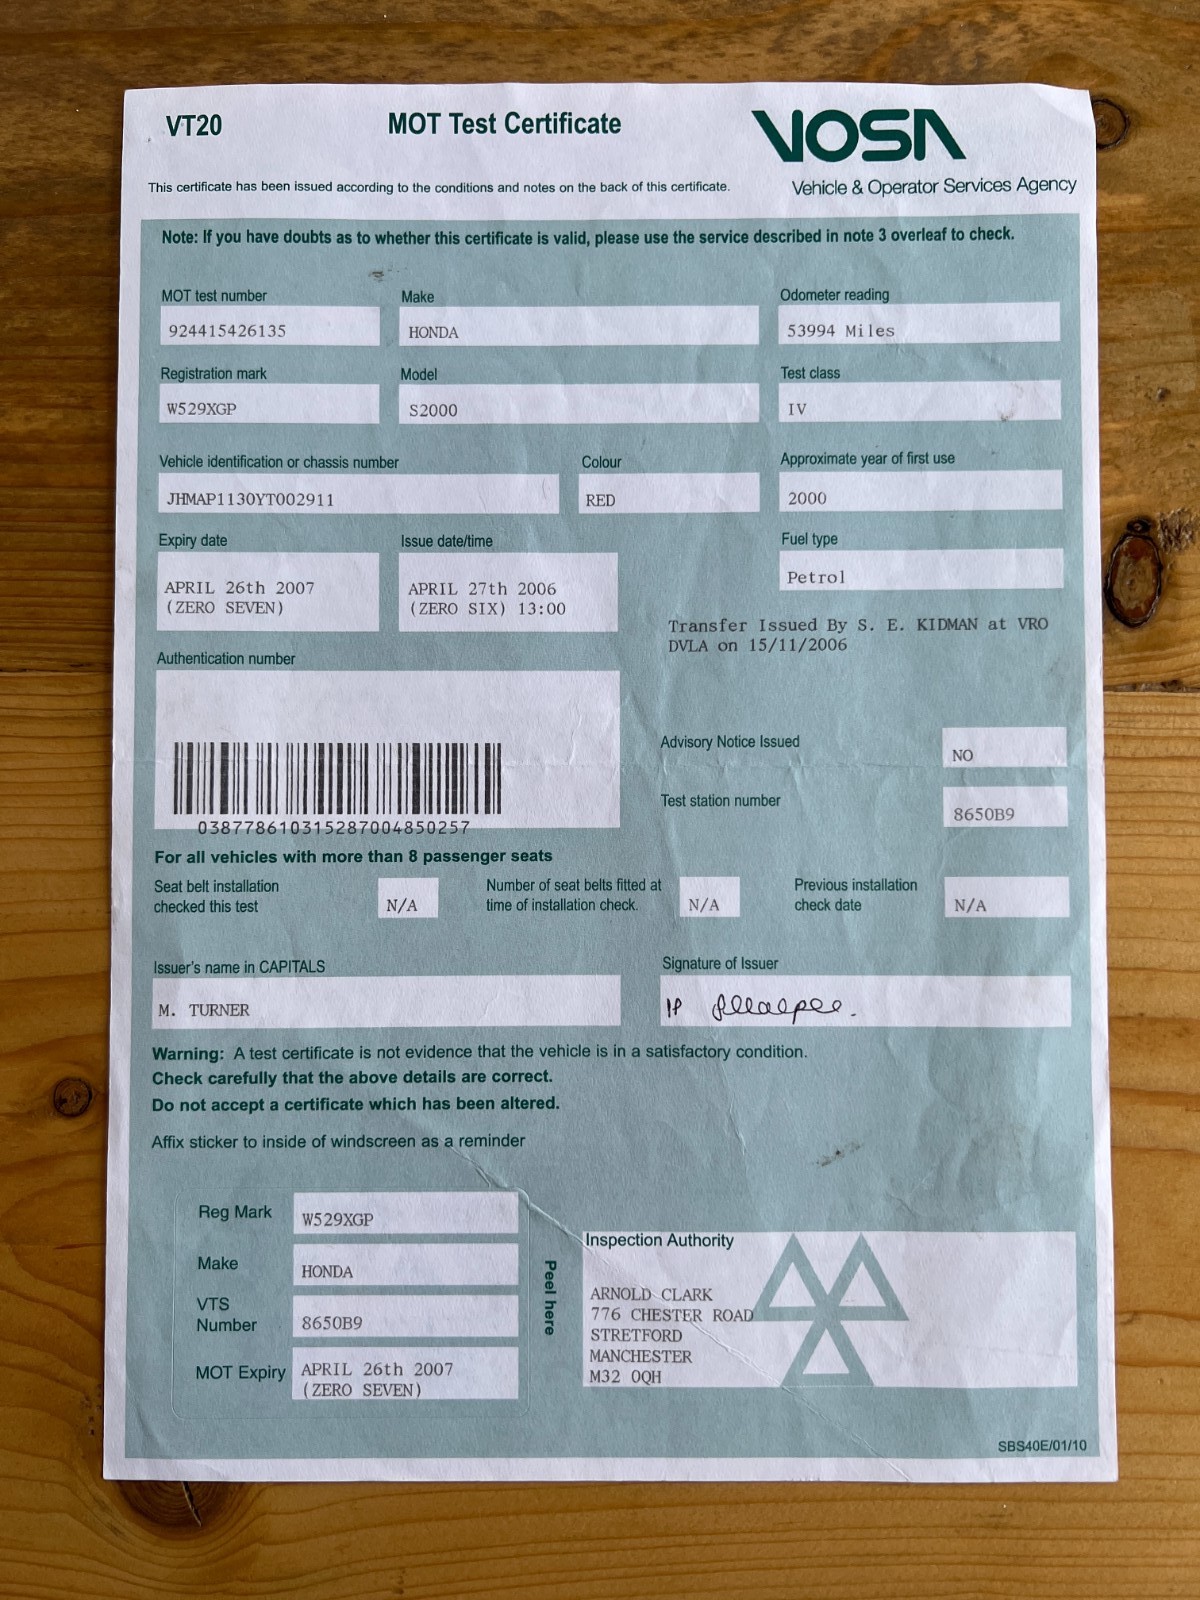 VT20
MOT Test Certificate
VOSA
Vehicle & Operator Services Agency
This certificate has been issued according to the conditions and notes on the back of this certificate.
Note: If you have doubts as to whether this certificate is valid, please use the service described in note 3 overleaf to check.
MOT test number
924415426135
Make
HONDA
Odometer reading
53994 Miles
Registration mark
W529XGP
Model
S2000
Test class
IV
Vehicle identification or chassis number
JHMAP1130YT002911
Colour
RED
Approximate year of first use
2000
Expiry date
APRIL 26th 2007
(ZERO SEVEN)
Issue date/time
APRIL 27th 2006
(ZERO SIX) 13:00
Fuel type
Petrol
Transfer Issued By S. E. KIDMAN at VRO
DVLA on 15/11/2006
Authentication number
038778610315287004850257
Advisory Notice Issued
NO
Test station number
8650B9
For all vehicles with more than 8 passenger seats
Seat belt installation
checked this test
N/A
Number of seat belts fitted at
time of installation check.
N/A
Previous installation
check date
N/A
Issuer's name in CAPITALS
M. TURNER
Signature of Issuer
Warning: A test certificate is not evidence that the vehicle is in a satisfactory condition.
Check carefully that the above details are correct.
Do not accept a certificate which has been altered.
Affix sticker to inside of windscreen as a reminder
Reg Mark
W529XGP
Make
HONDA
VTS
Number
8650B9
MOT Expiry
APRIL 26th 2007
(ZERO SEVEN)
Peel here
Inspection Authority
ARNOLD CLARK
776 CHESTER ROAD
STRETFORD
MANCHESTER
M32 0QH
SBS40E/01/10